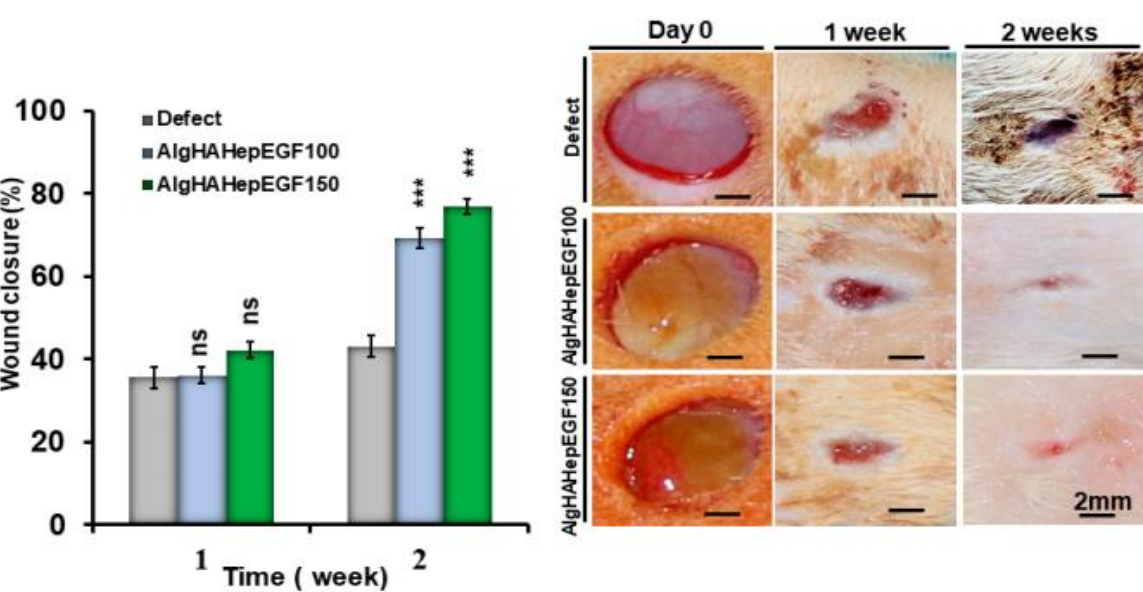 Wound closure (%)
100
80
60
40
20
0
Defect
AlgHAHepEGF100
AlgHAHepEGF150
ns
ns
***
***
1
2
Time ( week)
Day 0
1 week
2 weeks
Defect
AlgHAHepEGF100
AlgHAHepEGF150
2mm